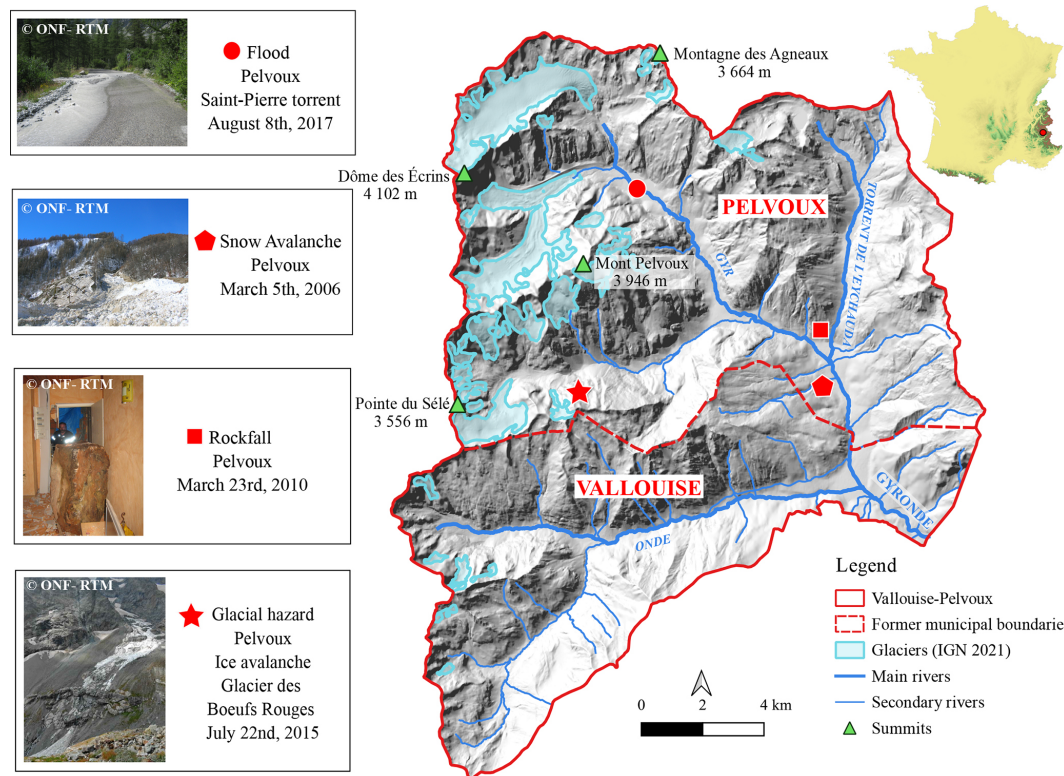 © ONF- RTM
Flood
Pelvoux
Saint-Pierre torrent
August 8th, 2017
© ONF- RTM
Snow Avalanche
Pelvoux
March 5th, 2006
© ONF- RTM
Rockfall
Pelvoux
March 23rd, 2010
© ONF- RTM
Glacial hazard
Pelvoux
Ice avalanche
Glacier des
Boeufs Rouges
July 22nd, 2015
Montagne des Agneaux
3 664 m
Dôme des Écrins
4 102 m
PELVOUX
TORRENT DE L'EYCHAUDA
GYR
Mont Pelvoux
3 946 m
Pointe du Sélé
3 556 m
VALLOUISE
GYRONDE
ONDE
Legend
Vallouise-Pelvoux
Former municipal boundarie
Glaciers (IGN 2021)
Main rivers
Secondary rivers
Summits
0 2 4 km